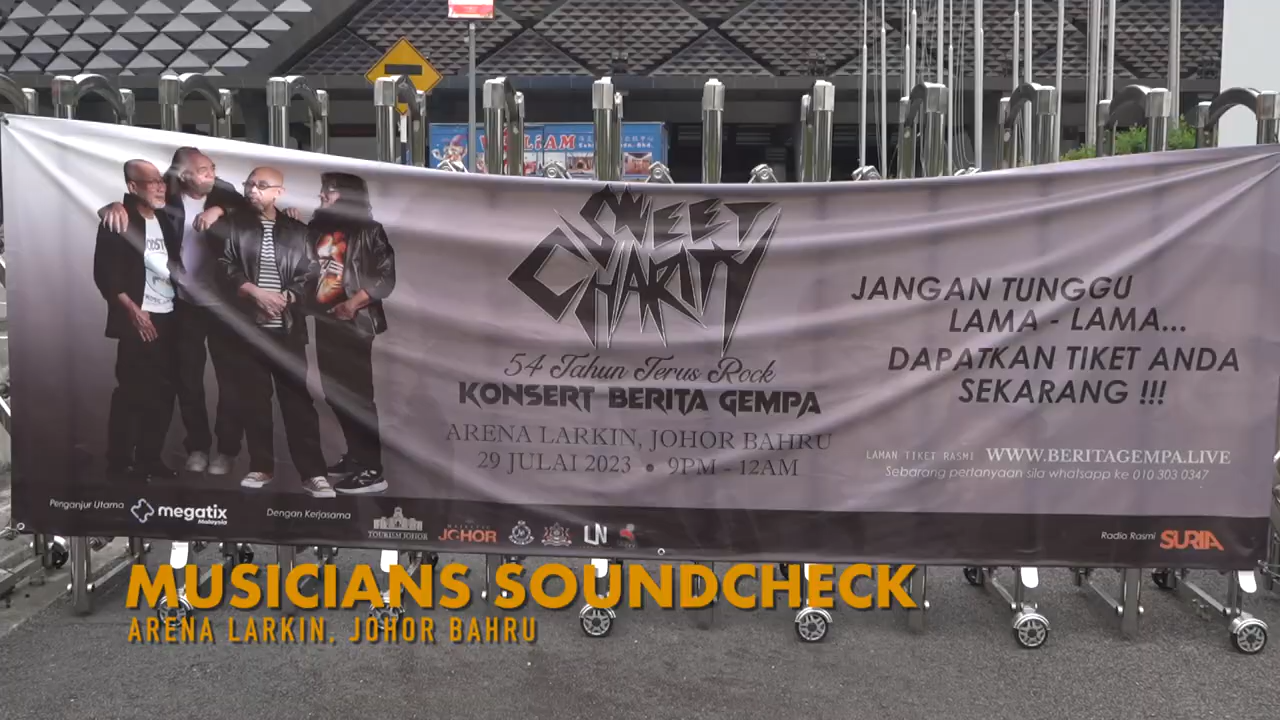 WILLIAM
SWEET
CHARITY
54 Tahun Terus Rock
KONSERT BERITA GEMPA
ARENA LARKIN, JOHOR BAHRU
29 JULAI 2023 • 9PM - 12AM
JANGAN TUNGGU
LAMA - LAMA...
DAPATKAN TIKET ANDA
SEKARANG !!!
LAMAN TIKET RASMI WWW.BERITAGEMPA.LIVE
Sebarang pertanyaan sila whatsapp ke 010 303 0347
Penganjur Utama megatix
Malaysia
Dengan Kerjasama
TOURISM JOHOR
JOHOR
UN
Radio Rasmi SURIA
MUSICIANS SOUNDCHECK
ARENA LARKIN, JOHOR BAHRU